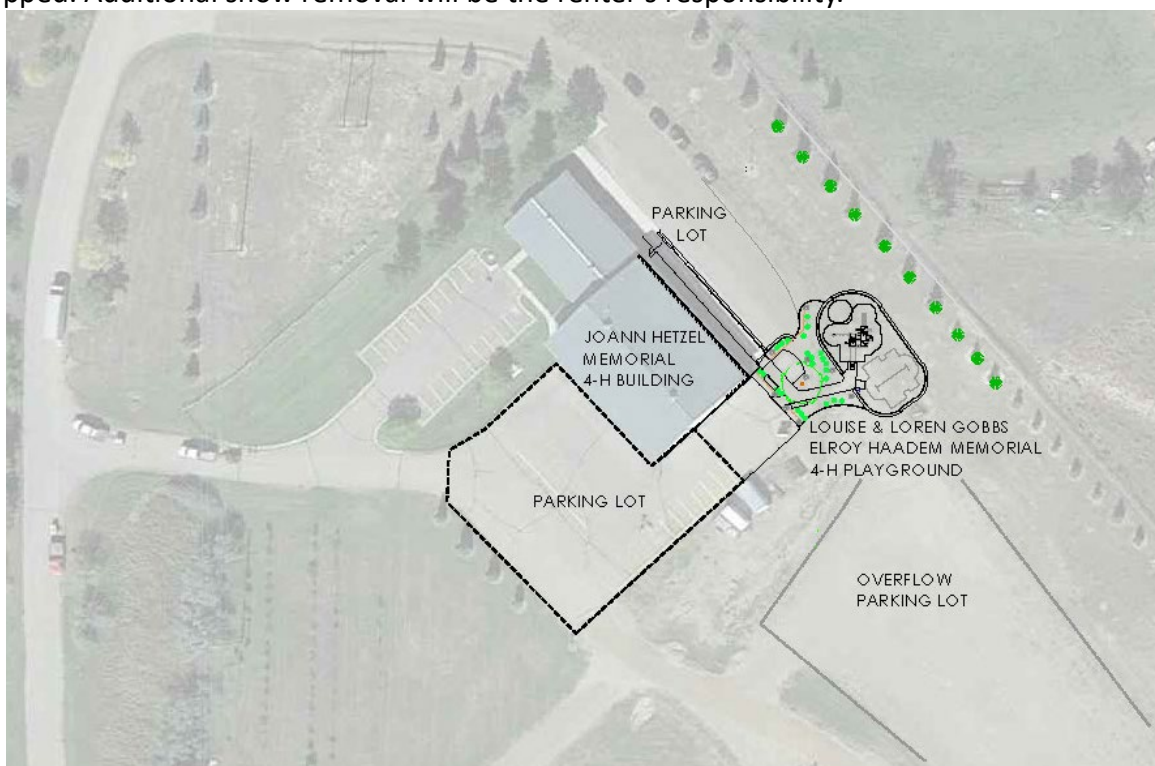 pped. Additional snow removal will be the renter's responsibility.
PARKING
LOT
JOANN HETZEL
MEMORIAL
4-H BUILDING
LOUISE & LOREN GOBBS
ELROY HAADEM MEMORIAL
4-H PLAYGROUND
PARKING LOT
OVERFLOW
PARKING LOT